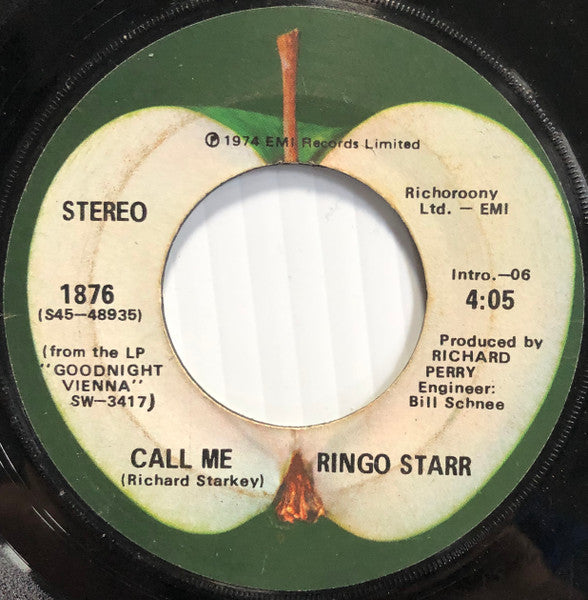 ℗ 1974 EMI Records Limited
STEREO
Richoroony
Ltd. — EMI
1876
(S45—48935)
Intro.—06
4:05
(from the LP
"GOODNIGHT
VIENNA"
SW—3417)
Produced by
RICHARD
PERRY
Engineer:
Bill Schnee
CALL ME
(Richard Starkey)
RINGO STARR